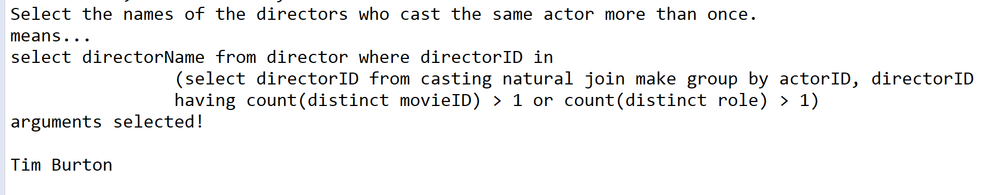 Select the names of the directors who cast the same actor more than once.
means...
select directorName from director where directorID in
(select directorID from casting natural join make group by actorID, directorID
having count(distinct movieID) > 1 or count(distinct role) > 1)
arguments selected!
Tim Burton